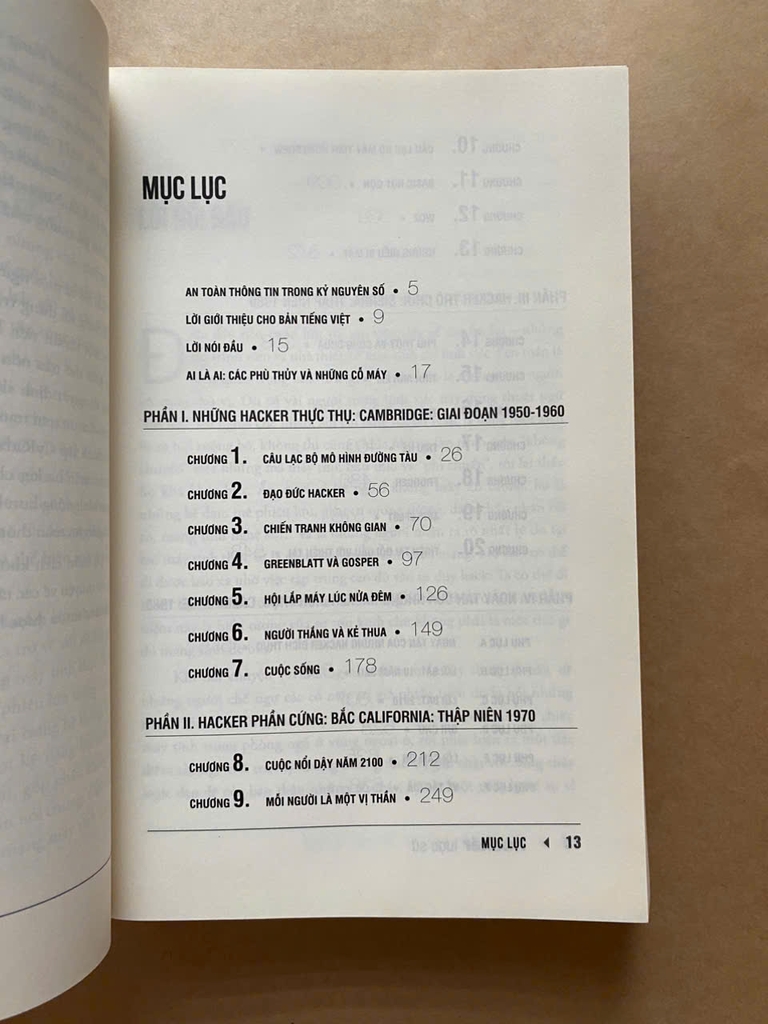 MỤC LỤC
AN TOÀN THÔNG TIN TRONG KỶ NGUYÊN SỐ • 5
LỜI GIỚI THIỆU CHO BẢN TIẾNG VIỆT • 9
LỜI NÓI ĐẦU • 15
AI LÀ AI: CÁC PHÙ THỦY VÀ NHỮNG CỖ MÁY • 17
PHẦN I. NHỮNG HACKER THỰC THỤ: CAMBRIDGE: GIAI ĐOẠN 1950-1960
CHƯƠNG 1. CÂU LẠC BỘ MÔ HÌNH ĐƯỜNG TÀU • 26
CHƯƠNG 2. ĐẠO ĐỨC HACKER • 56
CHƯƠNG 3. CHIẾN TRANH KHÔNG GIAN • 70
CHƯƠNG 4. GREENBLATT VÀ GOSPER • 97
CHƯƠNG 5. HỘI LẮP MÁY LÚC NỬA ĐÊM • 126
CHƯƠNG 6. NGƯỜI THẮNG VÀ KẺ THUA • 149
CHƯƠNG 7. CUỘC SỐNG • 178
PHẦN II. HACKER PHẦN CỨNG: BẮC CALIFORNIA: THẬP NIÊN 1970
CHƯƠNG 8. CUỘC NỔI DẬY NĂM 2100 • 212
CHƯƠNG 9. MỖI NGƯỜI LÀ MỘT VỊ THẦN • 249
MỤC LỤC ◂ 13